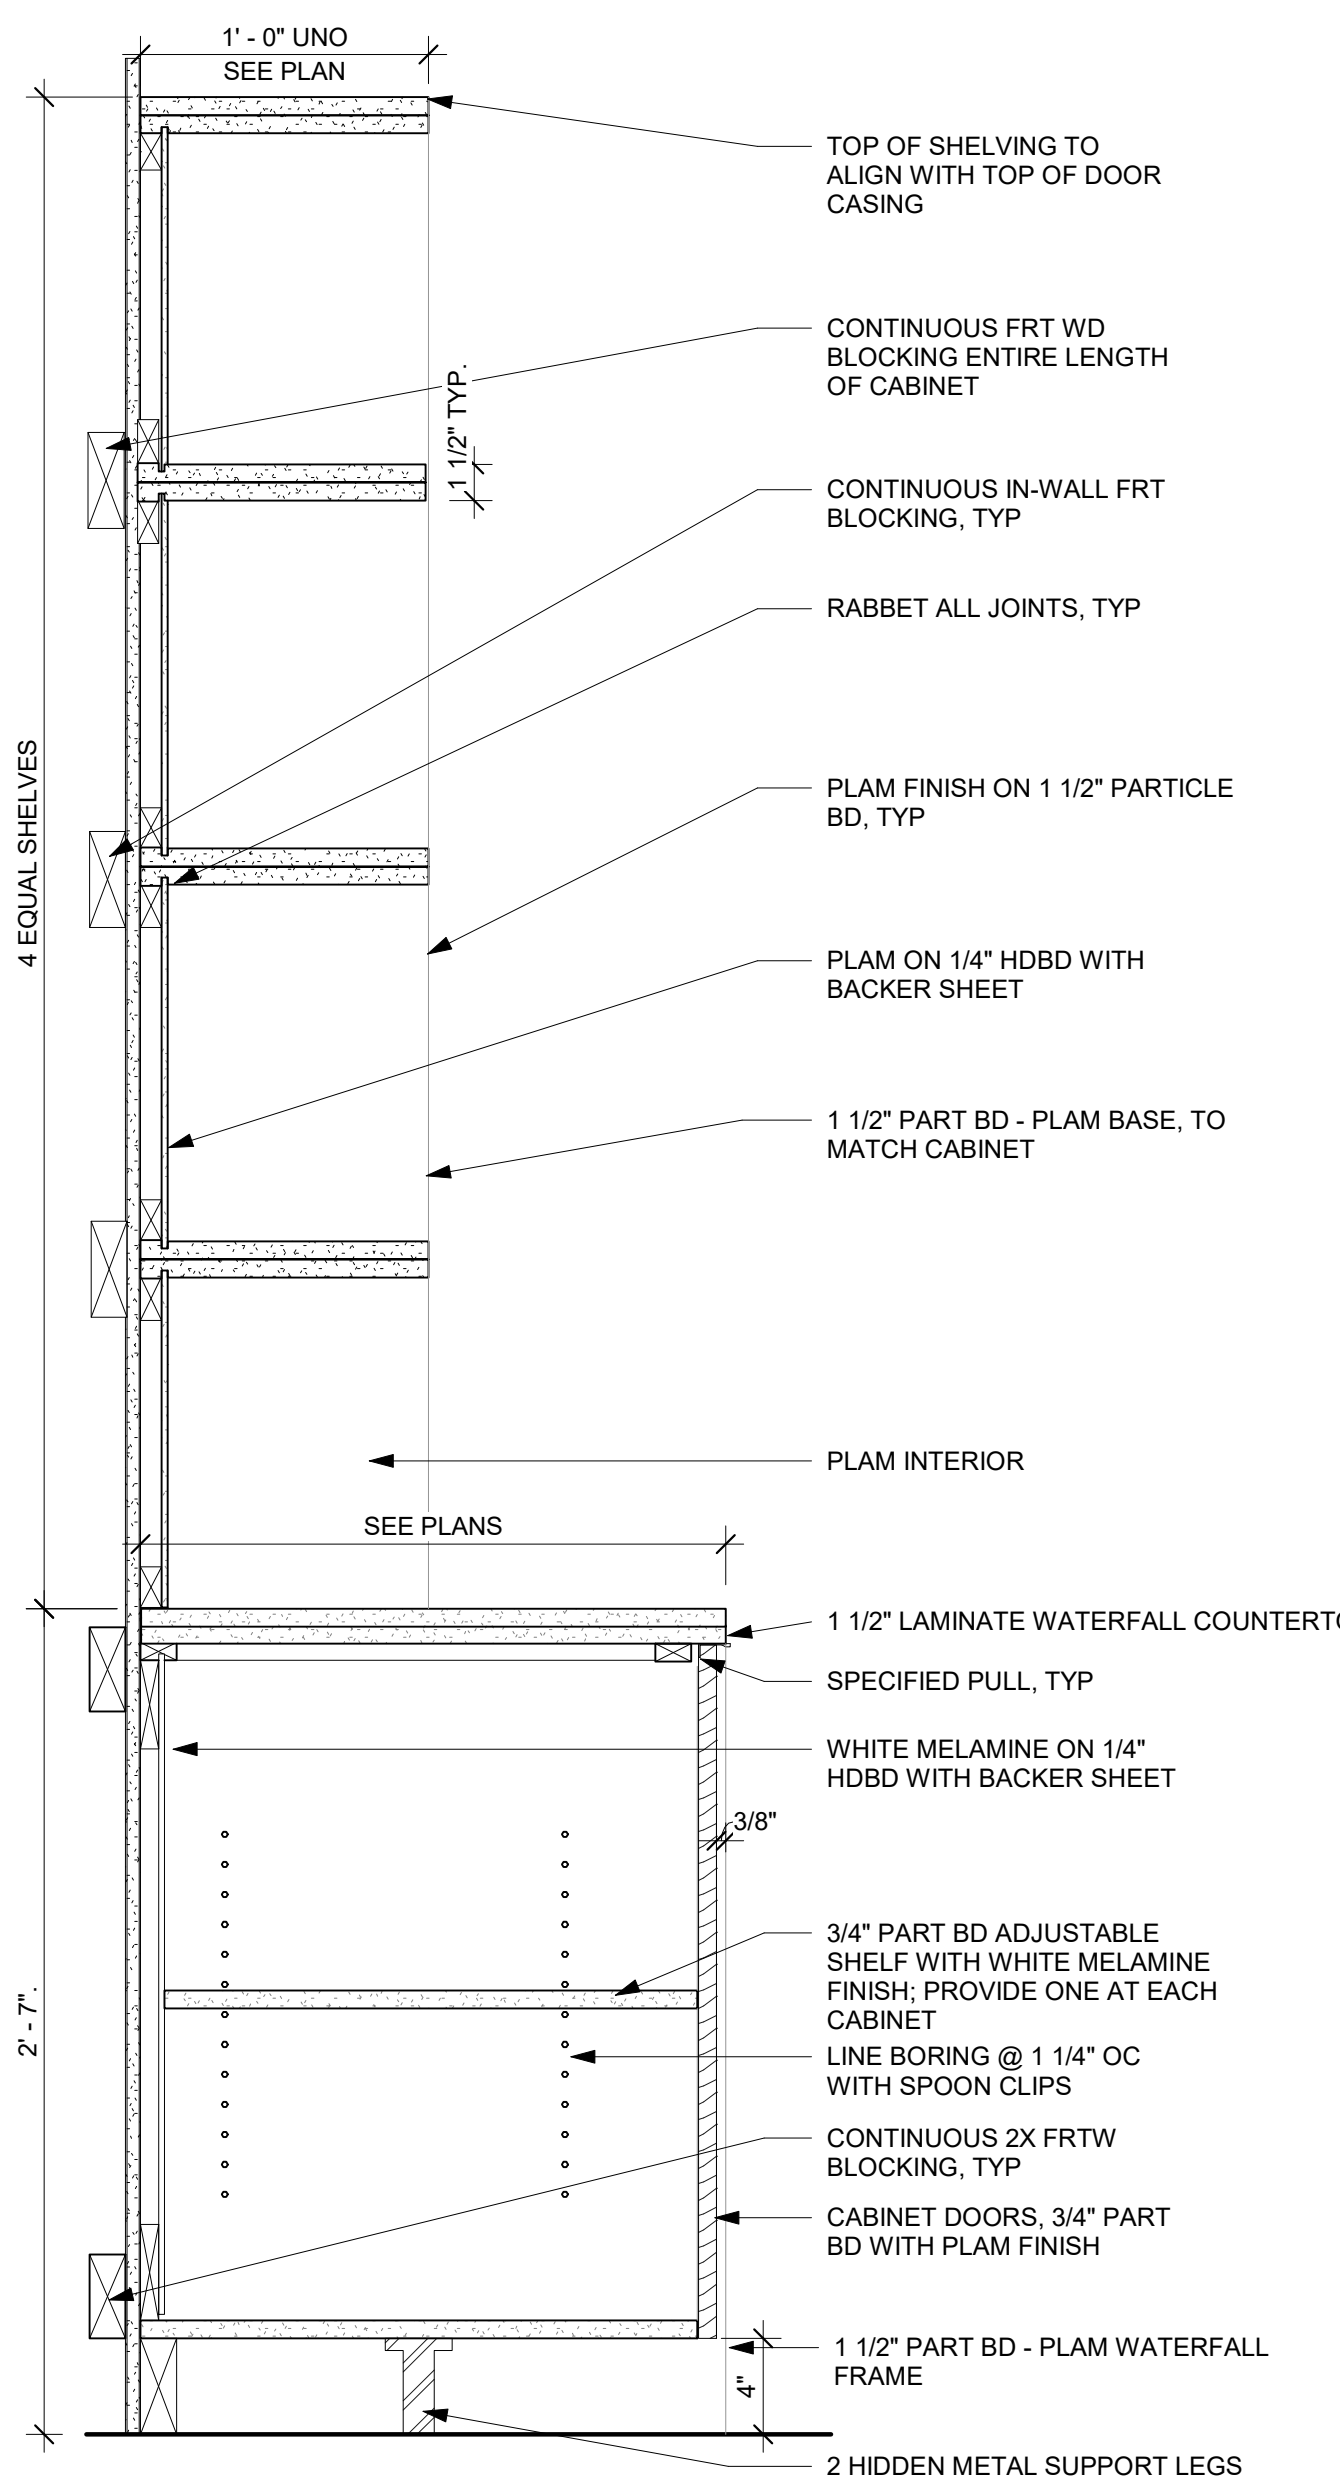 1' - 0" UNO
SEE PLAN
TOP OF SHELVING TO
ALIGN WITH TOP OF DOOR
CASING
CONTINUOUS FRT WD
BLOCKING ENTIRE LENGTH
OF CABINET
1 1/2" TYP.
CONTINUOUS IN-WALL FRT
BLOCKING, TYP
RABBET ALL JOINTS, TYP
4 EQUAL SHELVES
PLAM FINISH ON 1 1/2" PARTICLE
BD, TYP
PLAM ON 1/4" HDBD WITH
BACKER SHEET
1 1/2" PART BD - PLAM BASE, TO
MATCH CABINET
PLAM INTERIOR
SEE PLANS
1 1/2" LAMINATE WATERFALL
SPECIFIED PULL, TYP
WHITE MELAMINE ON 1/4"
HDBD WITH BACKER SHEET
3/8"
3/4" PART BD ADJUSTABLE
SHELF WITH WHITE MELAMINE
FINISH; PROVIDE ONE AT EACH
CABINET
2' - 7".
LINE BORING @ 1 1/4" OC
WITH SPOON CLIPS
CONTINUOUS 2X FRTW
BLOCKING, TYP
CABINET DOORS, 3/4" PART
BD WITH PLAM FINISH
1 1/2" PART BD - PLAM WATERFALL
FRAME
4"
2 HIDDEN METAL SUPPORT LEGS